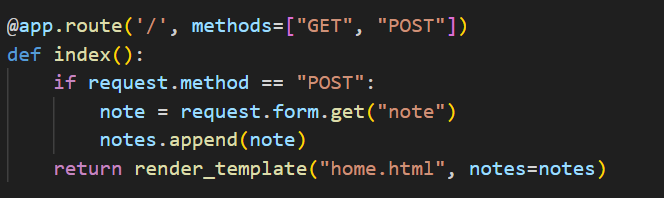 @app.route('/', methods=["GET", "POST"])
def index():
    if request.method == "POST":
        note = request.form.get("note")
        notes.append(note)
    return render_template("home.html", notes=notes)